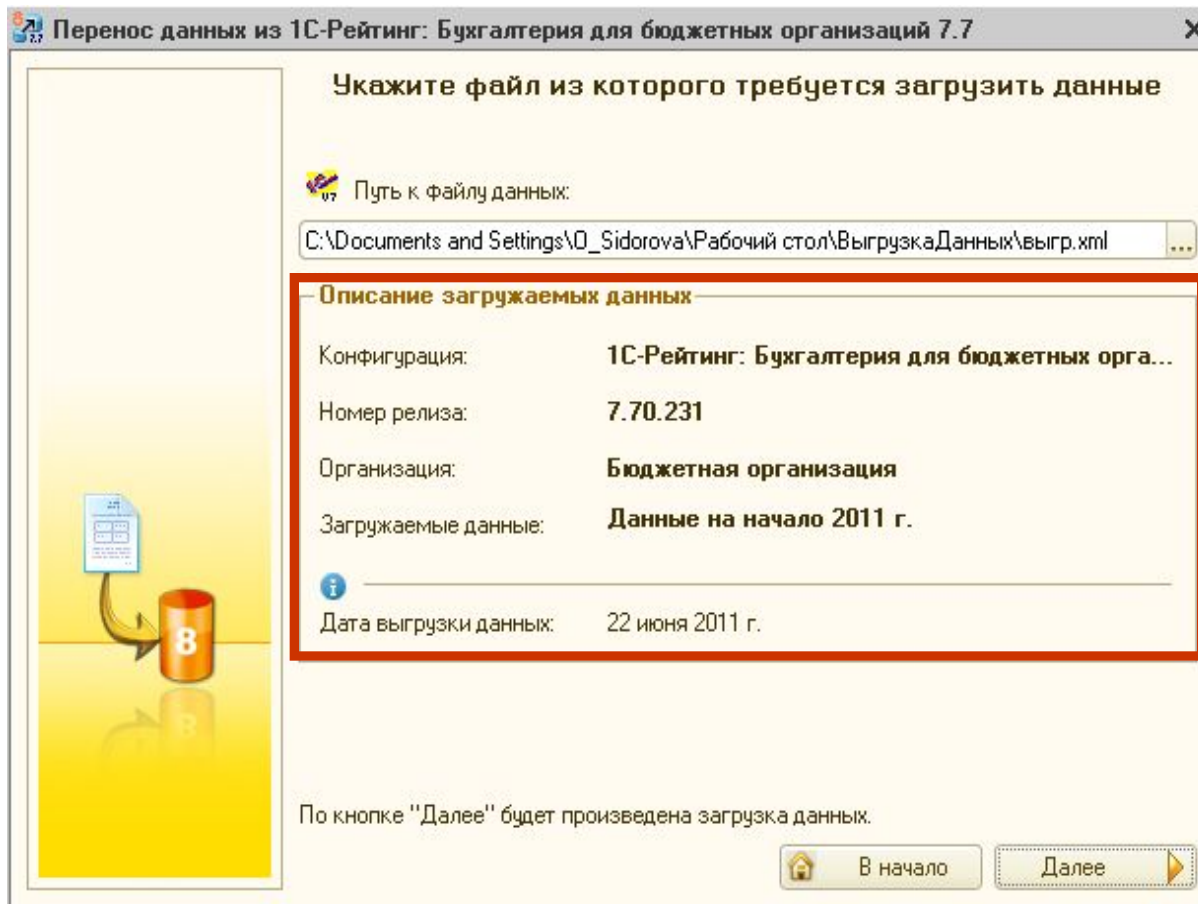 Перенос данных из 1С-Рейтинг: Бухгалтерия для бюджетных организаций 7.7
Укажите файл из которого требуется загрузить данные
Путь к файлу данных:
C:\Documents and Settings\O_Sidorova\Рабочий стол\ВыгрузкаДанных\выгр.xml ...
Описание загружаемых данных
Конфигурация: 1С-Рейтинг: Бухгалтерия для бюджетных орга...
Номер релиза: 7.70.231
Организация: Бюджетная организация
Загружаемые данные: Данные на начало 2011 г.
Дата выгрузки данных: 22 июня 2011 г.
8
По кнопке "Далее" будет произведена загрузка данных.
В начало Далее